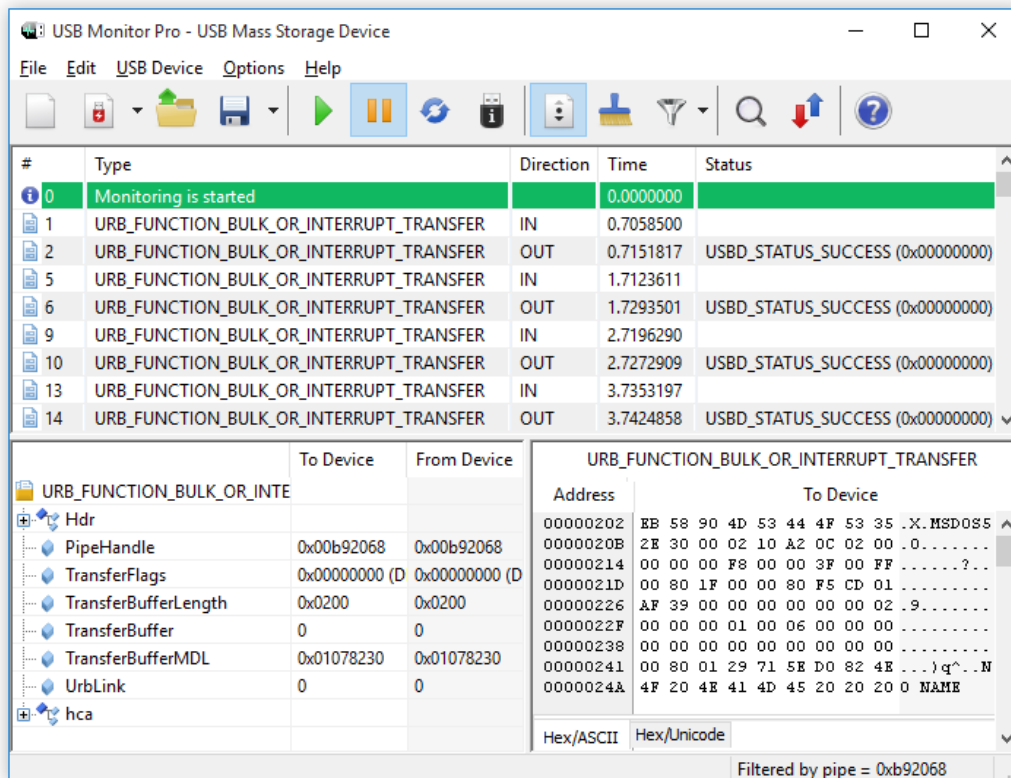 USB Monitor Pro - USB Mass Storage Device
File Edit USB Device Options Help
# Type Direction Time Status
0 Monitoring is started 0.0000000
1 URB_FUNCTION_BULK_OR_INTERRUPT_TRANSFER IN 0.7058500
2 URB_FUNCTION_BULK_OR_INTERRUPT_TRANSFER OUT 0.7151817 USBD_STATUS_SUCCESS (0x00000000)
5 URB_FUNCTION_BULK_OR_INTERRUPT_TRANSFER IN 1.7123611
6 URB_FUNCTION_BULK_OR_INTERRUPT_TRANSFER OUT 1.7293501 USBD_STATUS_SUCCESS (0x00000000)
9 URB_FUNCTION_BULK_OR_INTERRUPT_TRANSFER IN 2.7196290
10 URB_FUNCTION_BULK_OR_INTERRUPT_TRANSFER OUT 2.7272909 USBD_STATUS_SUCCESS (0x00000000)
13 URB_FUNCTION_BULK_OR_INTERRUPT_TRANSFER IN 3.7353197
14 URB_FUNCTION_BULK_OR_INTERRUPT_TRANSFER OUT 3.7424858 USBD_STATUS_SUCCESS (0x00000000)
To Device From Device
URB_FUNCTION_BULK_OR_INTE
Hdr
PipeHandle 0x00b92068 0x00b92068
TransferFlags 0x00000000 (D 0x00000000 (D
TransferBufferLength 0x0200 0x0200
TransferBuffer 0 0
TransferBufferMDL 0x01078230 0x01078230
UrbLink 0 0
hca
URB_FUNCTION_BULK_OR_INTERRUPT_TRANSFER
Address To Device
00000202 EB 58 90 4D 53 44 4F 53 35 .X.MSDOS5
0000020B 2E 30 00 02 10 A2 0C 02 00 .0.......
00000214 00 00 00 F8 00 00 3F 00 FF ......?..
0000021D 00 80 1F 00 00 80 F5 CD 01 .........
00000226 AF 39 00 00 00 00 00 00 02 .9.......
0000022F 00 00 00 01 00 06 00 00 00 .........
00000238 00 00 00 00 00 00 00 00 00 .........
00000241 00 80 01 29 71 5E D0 82 4E ...)q^..N
0000024A 4F 20 4E 41 4D 45 20 20 20 O NAME
Hex/ASCII Hex/Unicode
Filtered by pipe = 0xb92068